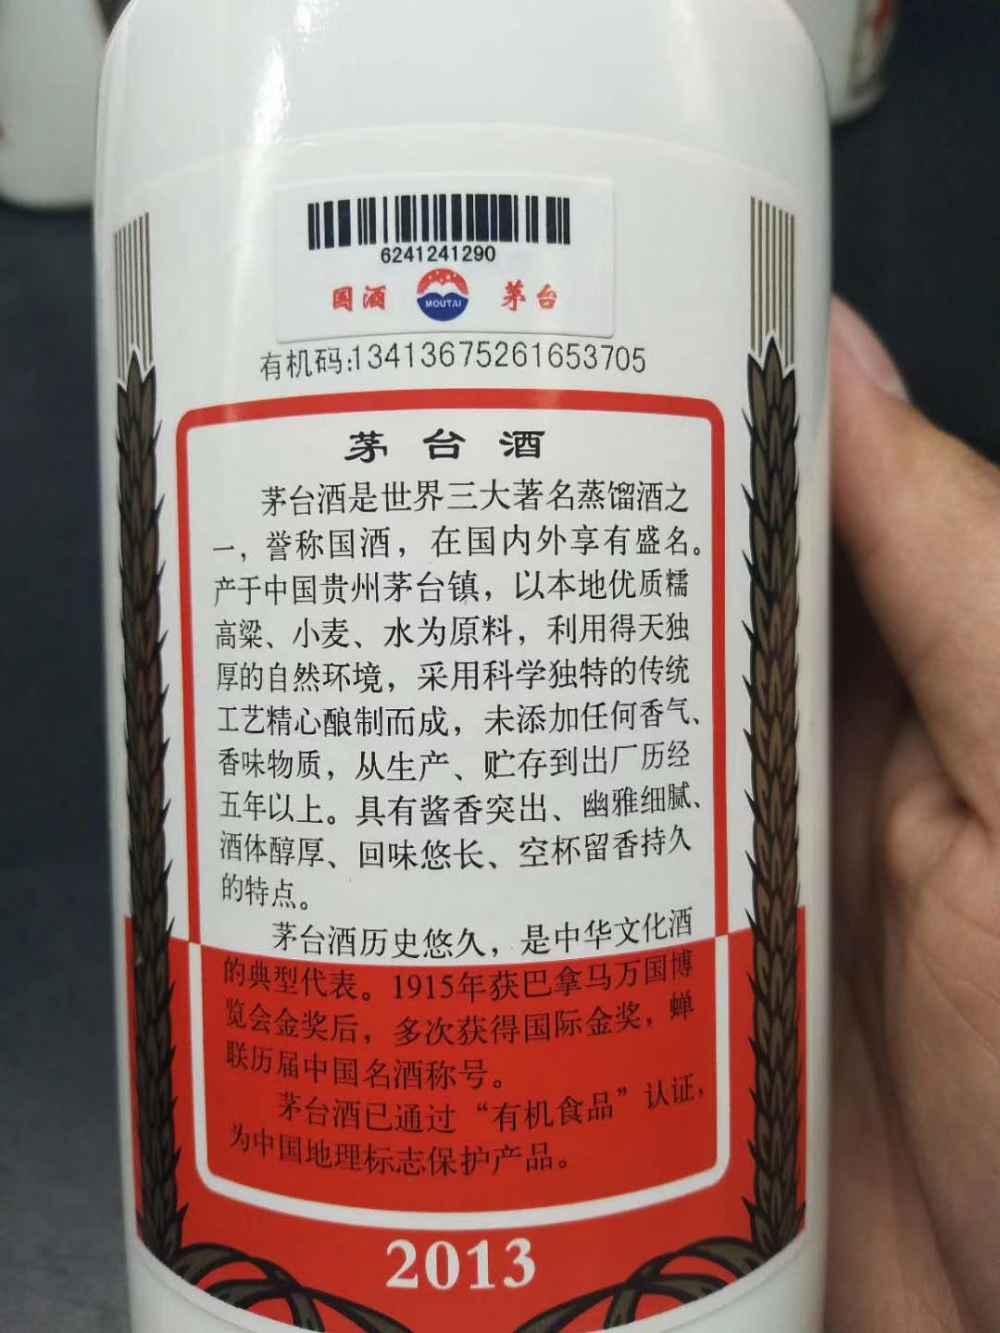 6241241290
国酒 MOUTAI 茅台
有机码:13413675261653705
茅台酒
茅台酒是世界三大著名蒸馏酒之
一，誉称国酒，在国内外享有盛名。
产于中国贵州茅台镇，以本地优质糯
高粱、小麦、水为原料，利用得天独
厚的自然环境，采用科学独特的传统
工艺精心酿制而成，未添加任何香气、
香味物质，从生产、贮存到出厂历经
五年以上。具有酱香突出、幽雅细腻、
酒体醇厚、回味悠长、空杯留香持久
的特点。
茅台酒历史悠久，是中华文化酒
的典型代表。1915年获巴拿马万国博
览会金奖后，多次获得国际金奖，蝉
联历届中国名酒称号。
茅台酒已通过“有机食品”认证，
为中国地理标志保护产品。
2013